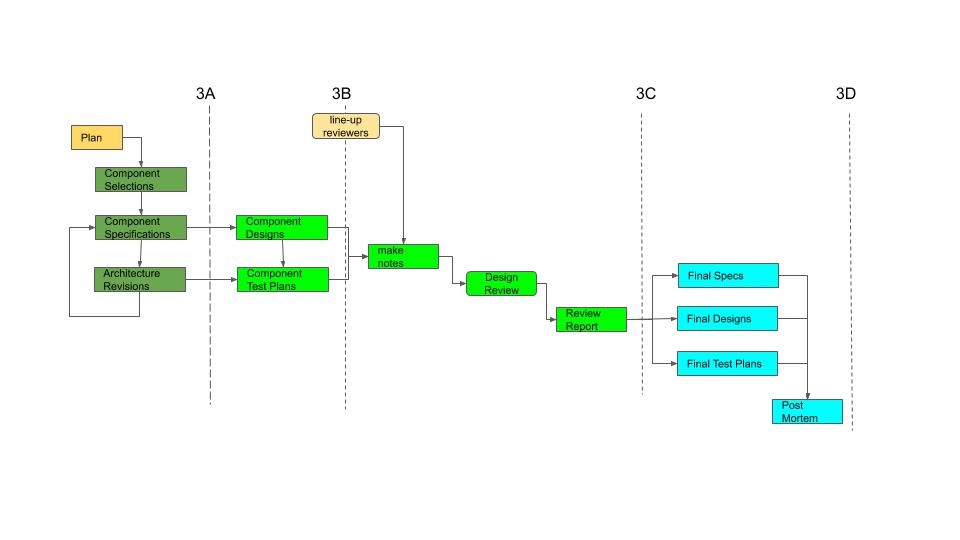 3A
3B
3C
3D
line-up
reviewers
Plan
Component
Selections
Component
Specifications
Component
Designs
make
notes
Architecture
Revisions
Component
Test Plans
Design
Review
Final Specs
Review
Report
Final Designs
Final Test Plans
Post
Mortem